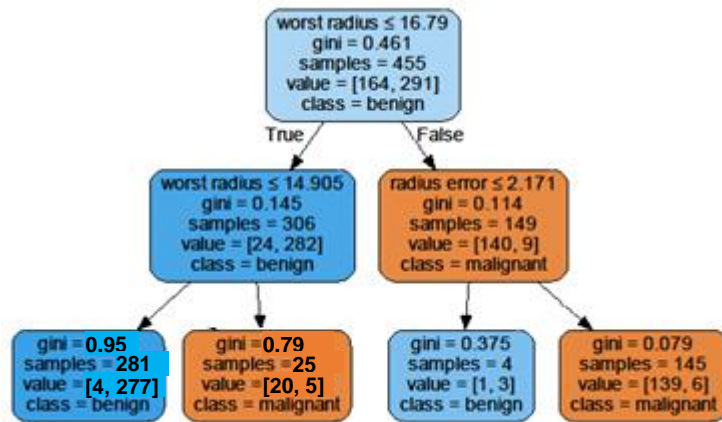 worst radius ≤ 16.79
gini = 0.461
samples = 455
value = [164, 291]
class = benign
True
False
worst radius ≤ 14.905
gini = 0.145
samples = 306
value = [24, 282]
class = benign
radius error ≤ 2.171
gini = 0.114
samples = 149
value = [140, 9]
class = malignant
gini = 0.95
samples = 281
value = [4, 277]
class = benign
gini = 0.79
samples = 25
value = [20, 5]
class = malignant
gini = 0.375
samples = 4
value = [1, 3]
class = benign
gini = 0.079
samples = 145
value = [139, 6]
class = malignant